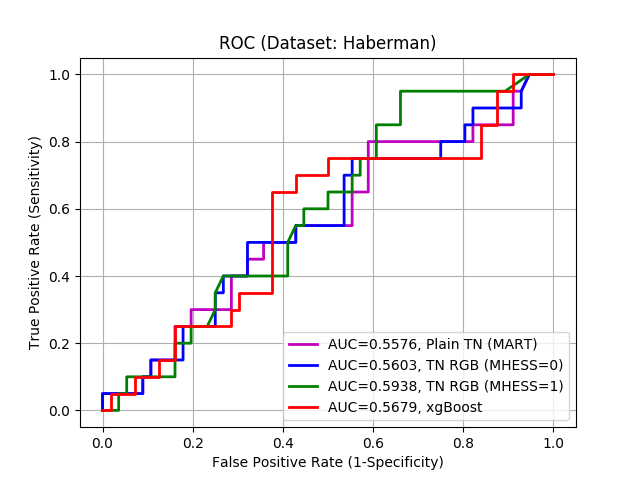 ROC (Dataset: Haberman)
True Positive Rate (Sensitivity)
1.0
0.8
0.6
0.4
0.2
0.0
AUC=0.5576, Plain TN (MART)
AUC=0.5603, TN RGB (MHESS=0)
AUC=0.5938, TN RGB (MHESS=1)
AUC=0.5679, xgBoost
0.0 0.2 0.4 0.6 0.8 1.0
False Positive Rate (1-Specificity)